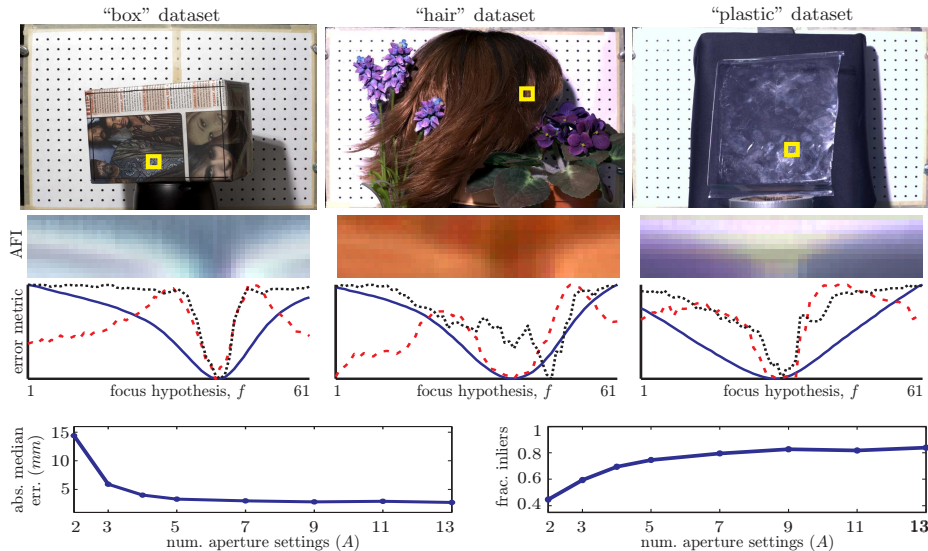 “box” dataset
“hair” dataset
“plastic” dataset
AFI
error metric
1
focus hypothesis, f
61
1
focus hypothesis, f
61
1
focus hypothesis, f
61
abs. median
err. (mm)
15
10
5
2
3
5
7
9
11
13
num. aperture settings (A)
frac. inliers
1
0.8
0.6
0.4
2
3
5
7
9
11
13
num. aperture settings (A)